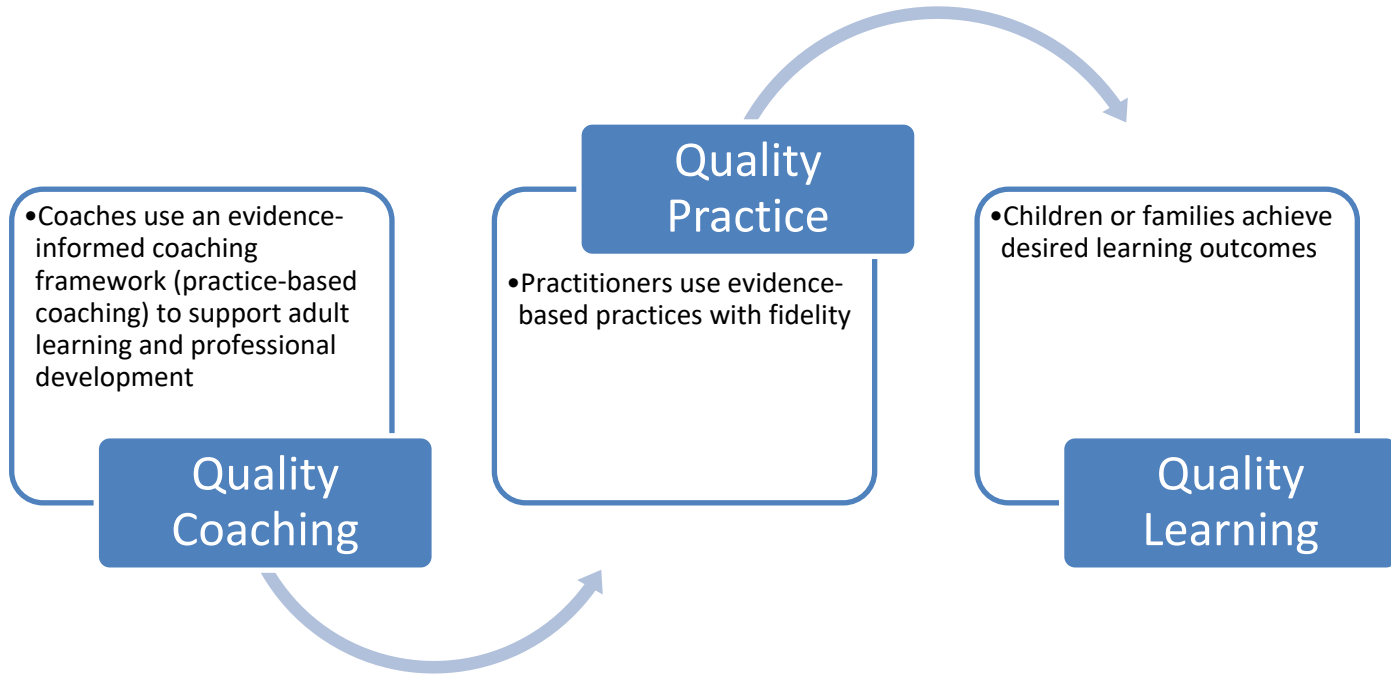 •Coaches use an evidence-
informed coaching
framework (practice-based
coaching) to support adult
learning and professional
development
Quality
Coaching
Quality
Practice
•Practitioners use evidence-
based practices with fidelity
•Children or families achieve
desired learning outcomes
Quality
Learning